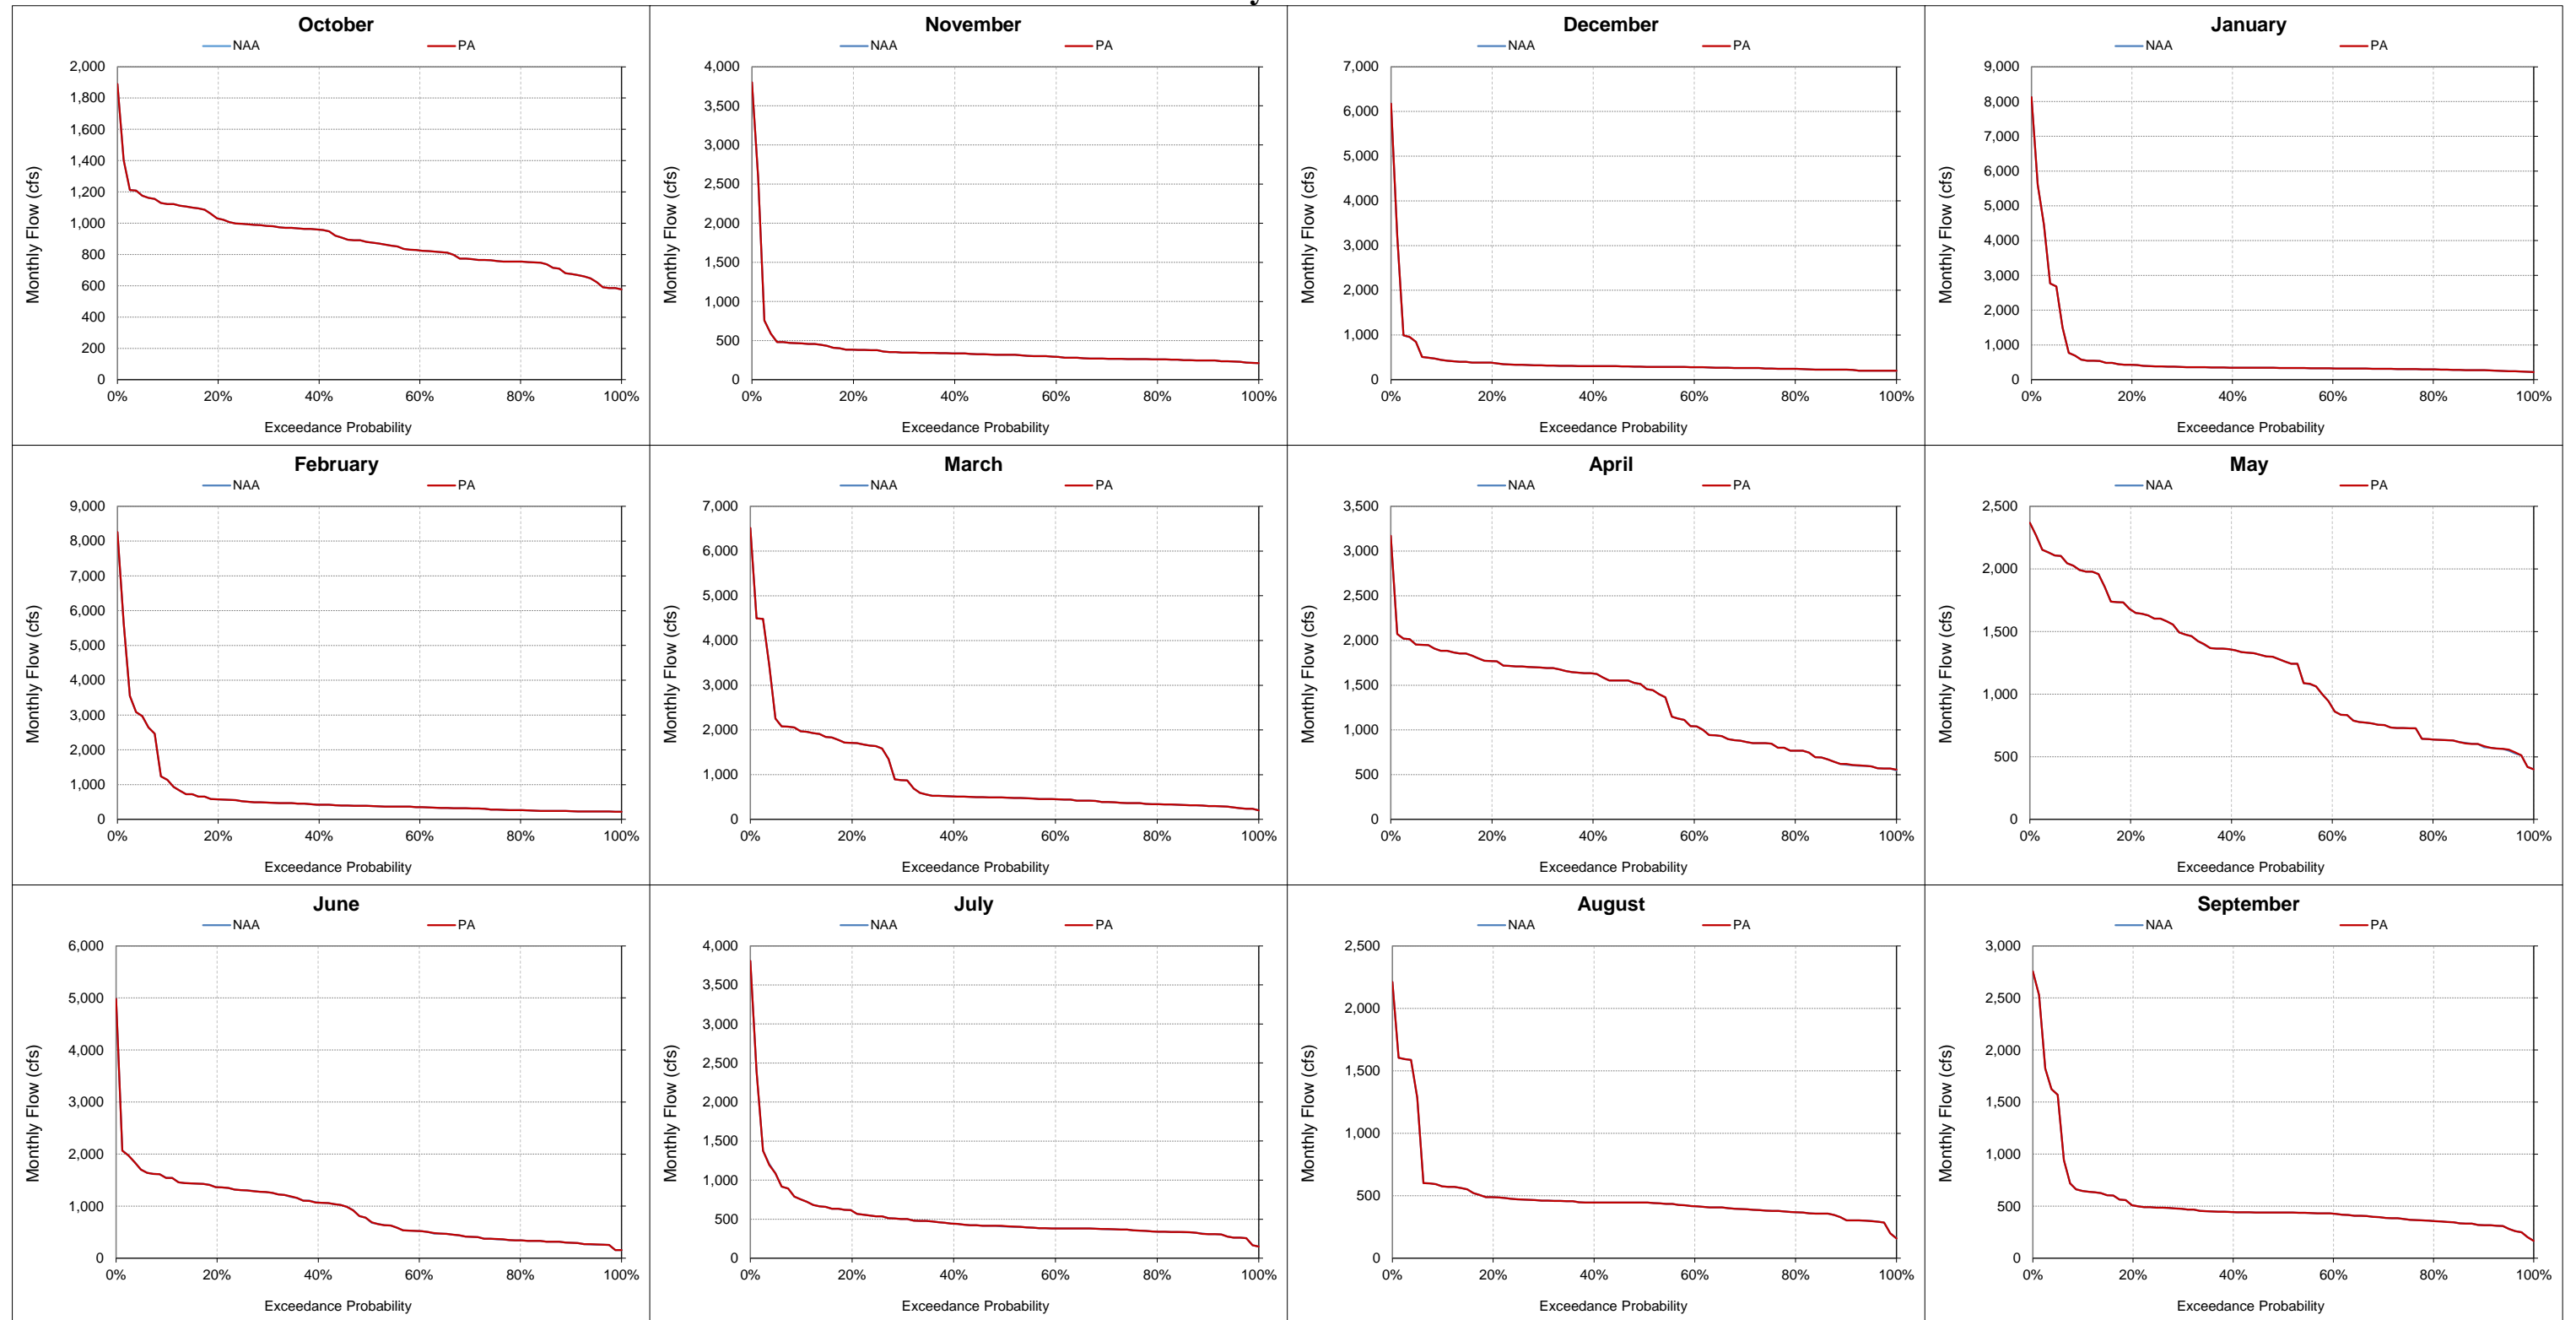 October
NAA PA
2,000
1,800
1,600
1,400
1,200
1,000
800
600
400
200
0
Monthly Flow (cfs)
0% 20% 40% 60% 80% 100%
Exceedance Probability
November
NAA PA
4,000
3,500
3,000
2,500
2,000
1,500
1,000
500
0
Monthly Flow (cfs)
0% 20% 40% 60% 80% 100%
Exceedance Probability
December
NAA PA
7,000
6,000
5,000
4,000
3,000
2,000
1,000
0
Monthly Flow (cfs)
0% 20% 40% 60% 80% 100%
Exceedance Probability
January
NAA PA
9,000
8,000
7,000
6,000
5,000
4,000
3,000
2,000
1,000
0
Monthly Flow (cfs)
0% 20% 40% 60% 80% 100%
Exceedance Probability
February
NAA PA
9,000
8,000
7,000
6,000
5,000
4,000
3,000
2,000
1,000
0
Monthly Flow (cfs)
0% 20% 40% 60% 80% 100%
Exceedance Probability
March
NAA PA
7,000
6,000
5,000
4,000
3,000
2,000
1,000
0
Monthly Flow (cfs)
0% 20% 40% 60% 80% 100%
Exceedance Probability
April
NAA PA
3,500
3,000
2,500
2,000
1,500
1,000
500
0
Monthly Flow (cfs)
0% 20% 40% 60% 80% 100%
Exceedance Probability
May
NAA PA
2,500
2,000
1,500
1,000
500
0
Monthly Flow (cfs)
0% 20% 40% 60% 80% 100%
Exceedance Probability
June
NAA PA
6,000
5,000
4,000
3,000
2,000
1,000
0
Monthly Flow (cfs)
0% 20% 40% 60% 80% 100%
Exceedance Probability
July
NAA PA
4,000
3,500
3,000
2,500
2,000
1,500
1,000
500
0
Monthly Flow (cfs)
0% 20% 40% 60% 80% 100%
Exceedance Probability
August
NAA PA
2,500
2,000
1,500
1,000
500
0
Monthly Flow (cfs)
0% 20% 40% 60% 80% 100%
Exceedance Probability
September
NAA PA
3,000
2,500
2,000
1,500
1,000
500
0
Monthly Flow (cfs)
0% 20% 40% 60% 80% 100%
Exceedance Probability